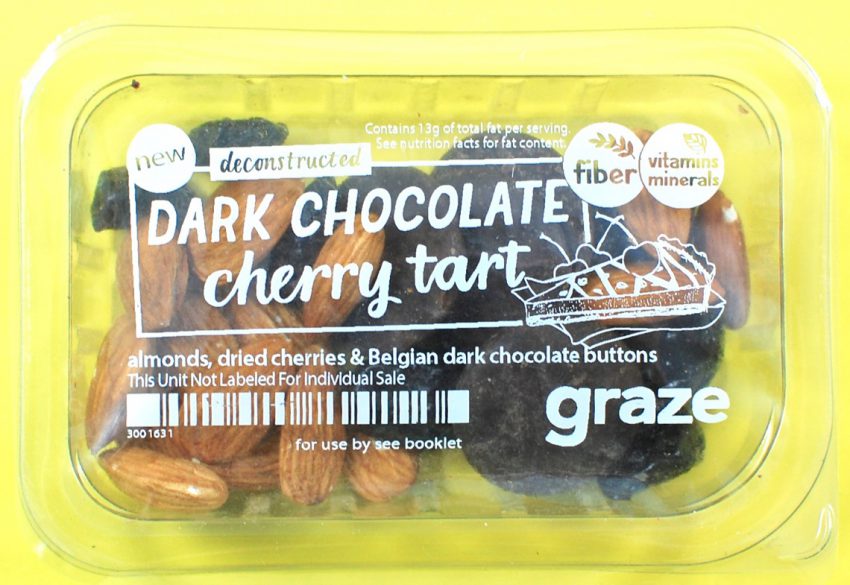 new
deconstructed
Contains 13g of total fat per serving.
See nutrition facts for fat content.
fiber
vitamins
minerals
DARK CHOCOLATE
cherry tart
almonds, dried cherries & Belgian dark chocolate buttons
This Unit Not Labeled For Individual Sale
3001631
for use by see booklet
graze